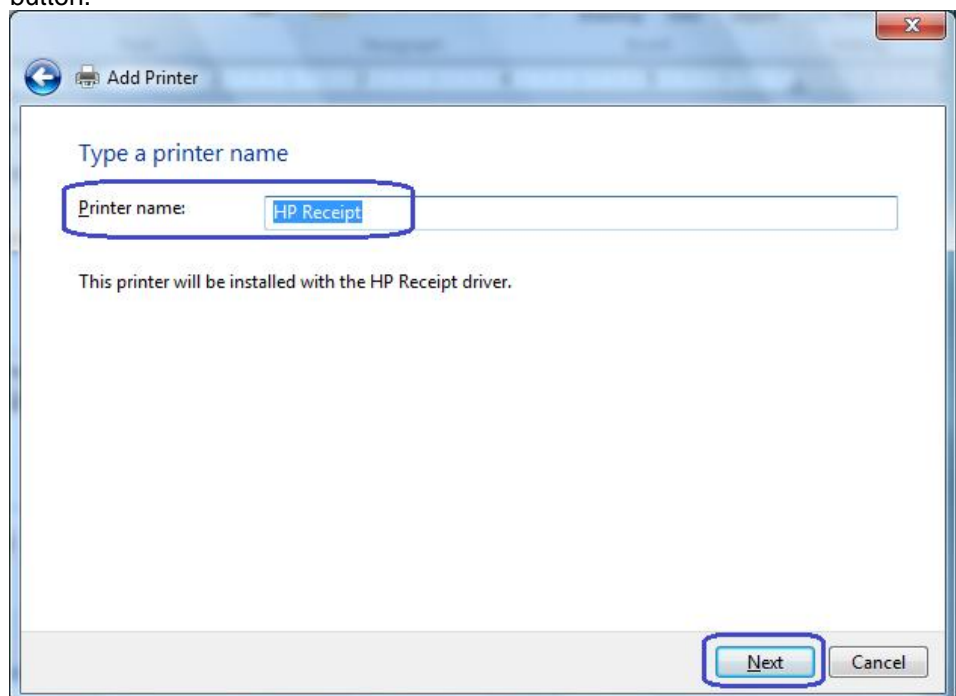 button.
X
Add Printer
Type a printer name
Printer name: HP Receipt
This printer will be installed with the HP Receipt driver.
Next Cancel